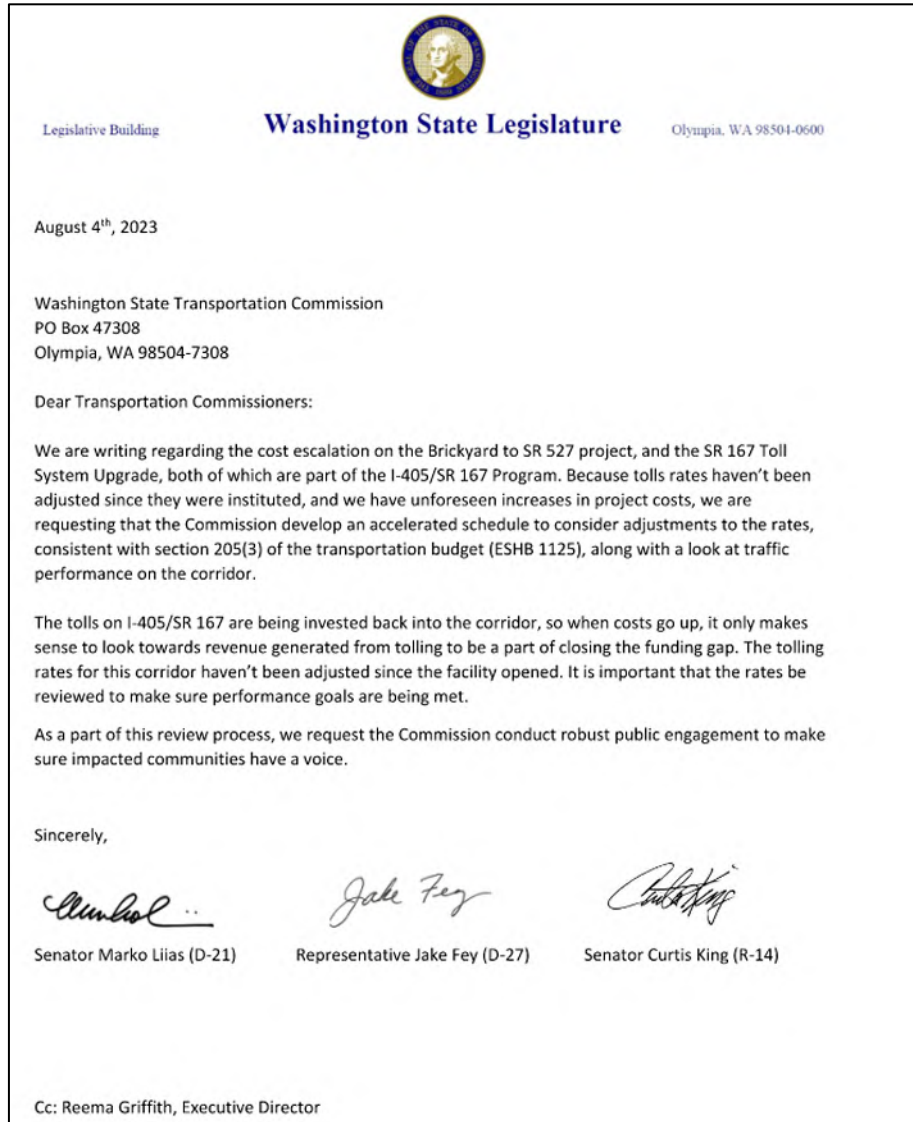 THE SEAL OF THE STATE OF WASHINGTON
1889
Legislative Building Washington State Legislature Olympia, WA 98504-0600
August 4th, 2023
Washington State Transportation Commission
PO Box 47308
Olympia, WA 98504-7308
Dear Transportation Commissioners:
We are writing regarding the cost escalation on the Brickyard to SR 527 project, and the SR 167 Toll
System Upgrade, both of which are part of the I-405/SR 167 Program. Because tolls rates haven’t been
adjusted since they were instituted, and we have unforeseen increases in project costs, we are
requesting that the Commission develop an accelerated schedule to consider adjustments to the rates,
consistent with section 205(3) of the transportation budget (ESHB 1125), along with a look at traffic
performance on the corridor.
The tolls on I-405/SR 167 are being invested back into the corridor, so when costs go up, it only makes
sense to look towards revenue generated from tolling to be a part of closing the funding gap. The tolling
rates for this corridor haven’t been adjusted since the facility opened. It is important that the rates be
reviewed to make sure performance goals are being met.
As a part of this review process, we request the Commission conduct robust public engagement to make
sure impacted communities have a voice.
Sincerely,
Jake Fey
Curtis King
Senator Marko Liias (D-21) Representative Jake Fey (D-27) Senator Curtis King (R-14)
Cc: Reema Griffith, Executive Director